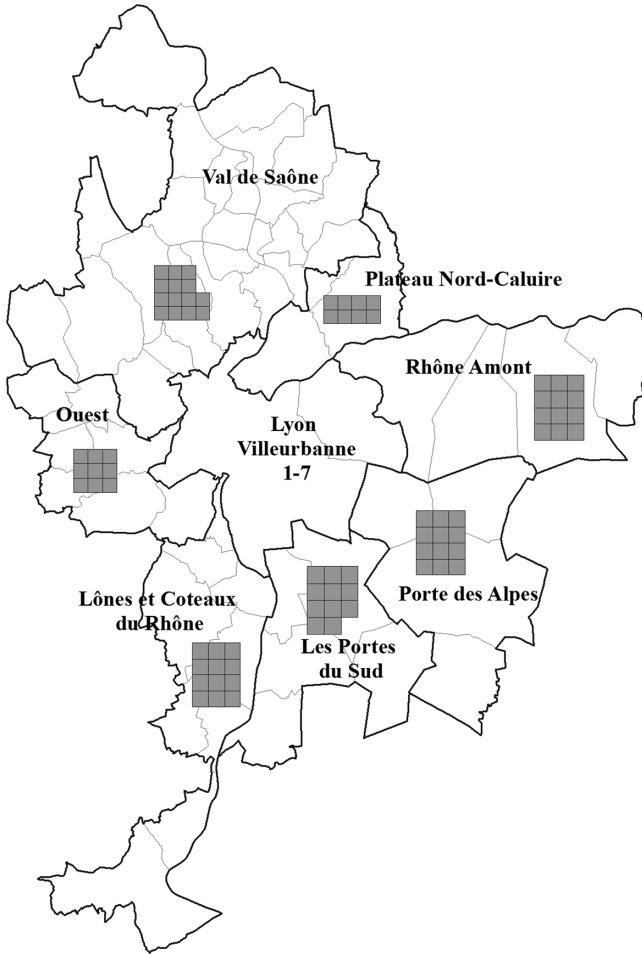 Val de Saône
Plateau Nord-Caluire
Rhône Amont
Ouest
Lyon
Villeurbanne
1-7
Lônes et Coteaux
du Rhône
Porte des Alpes
Les Portes
du Sud